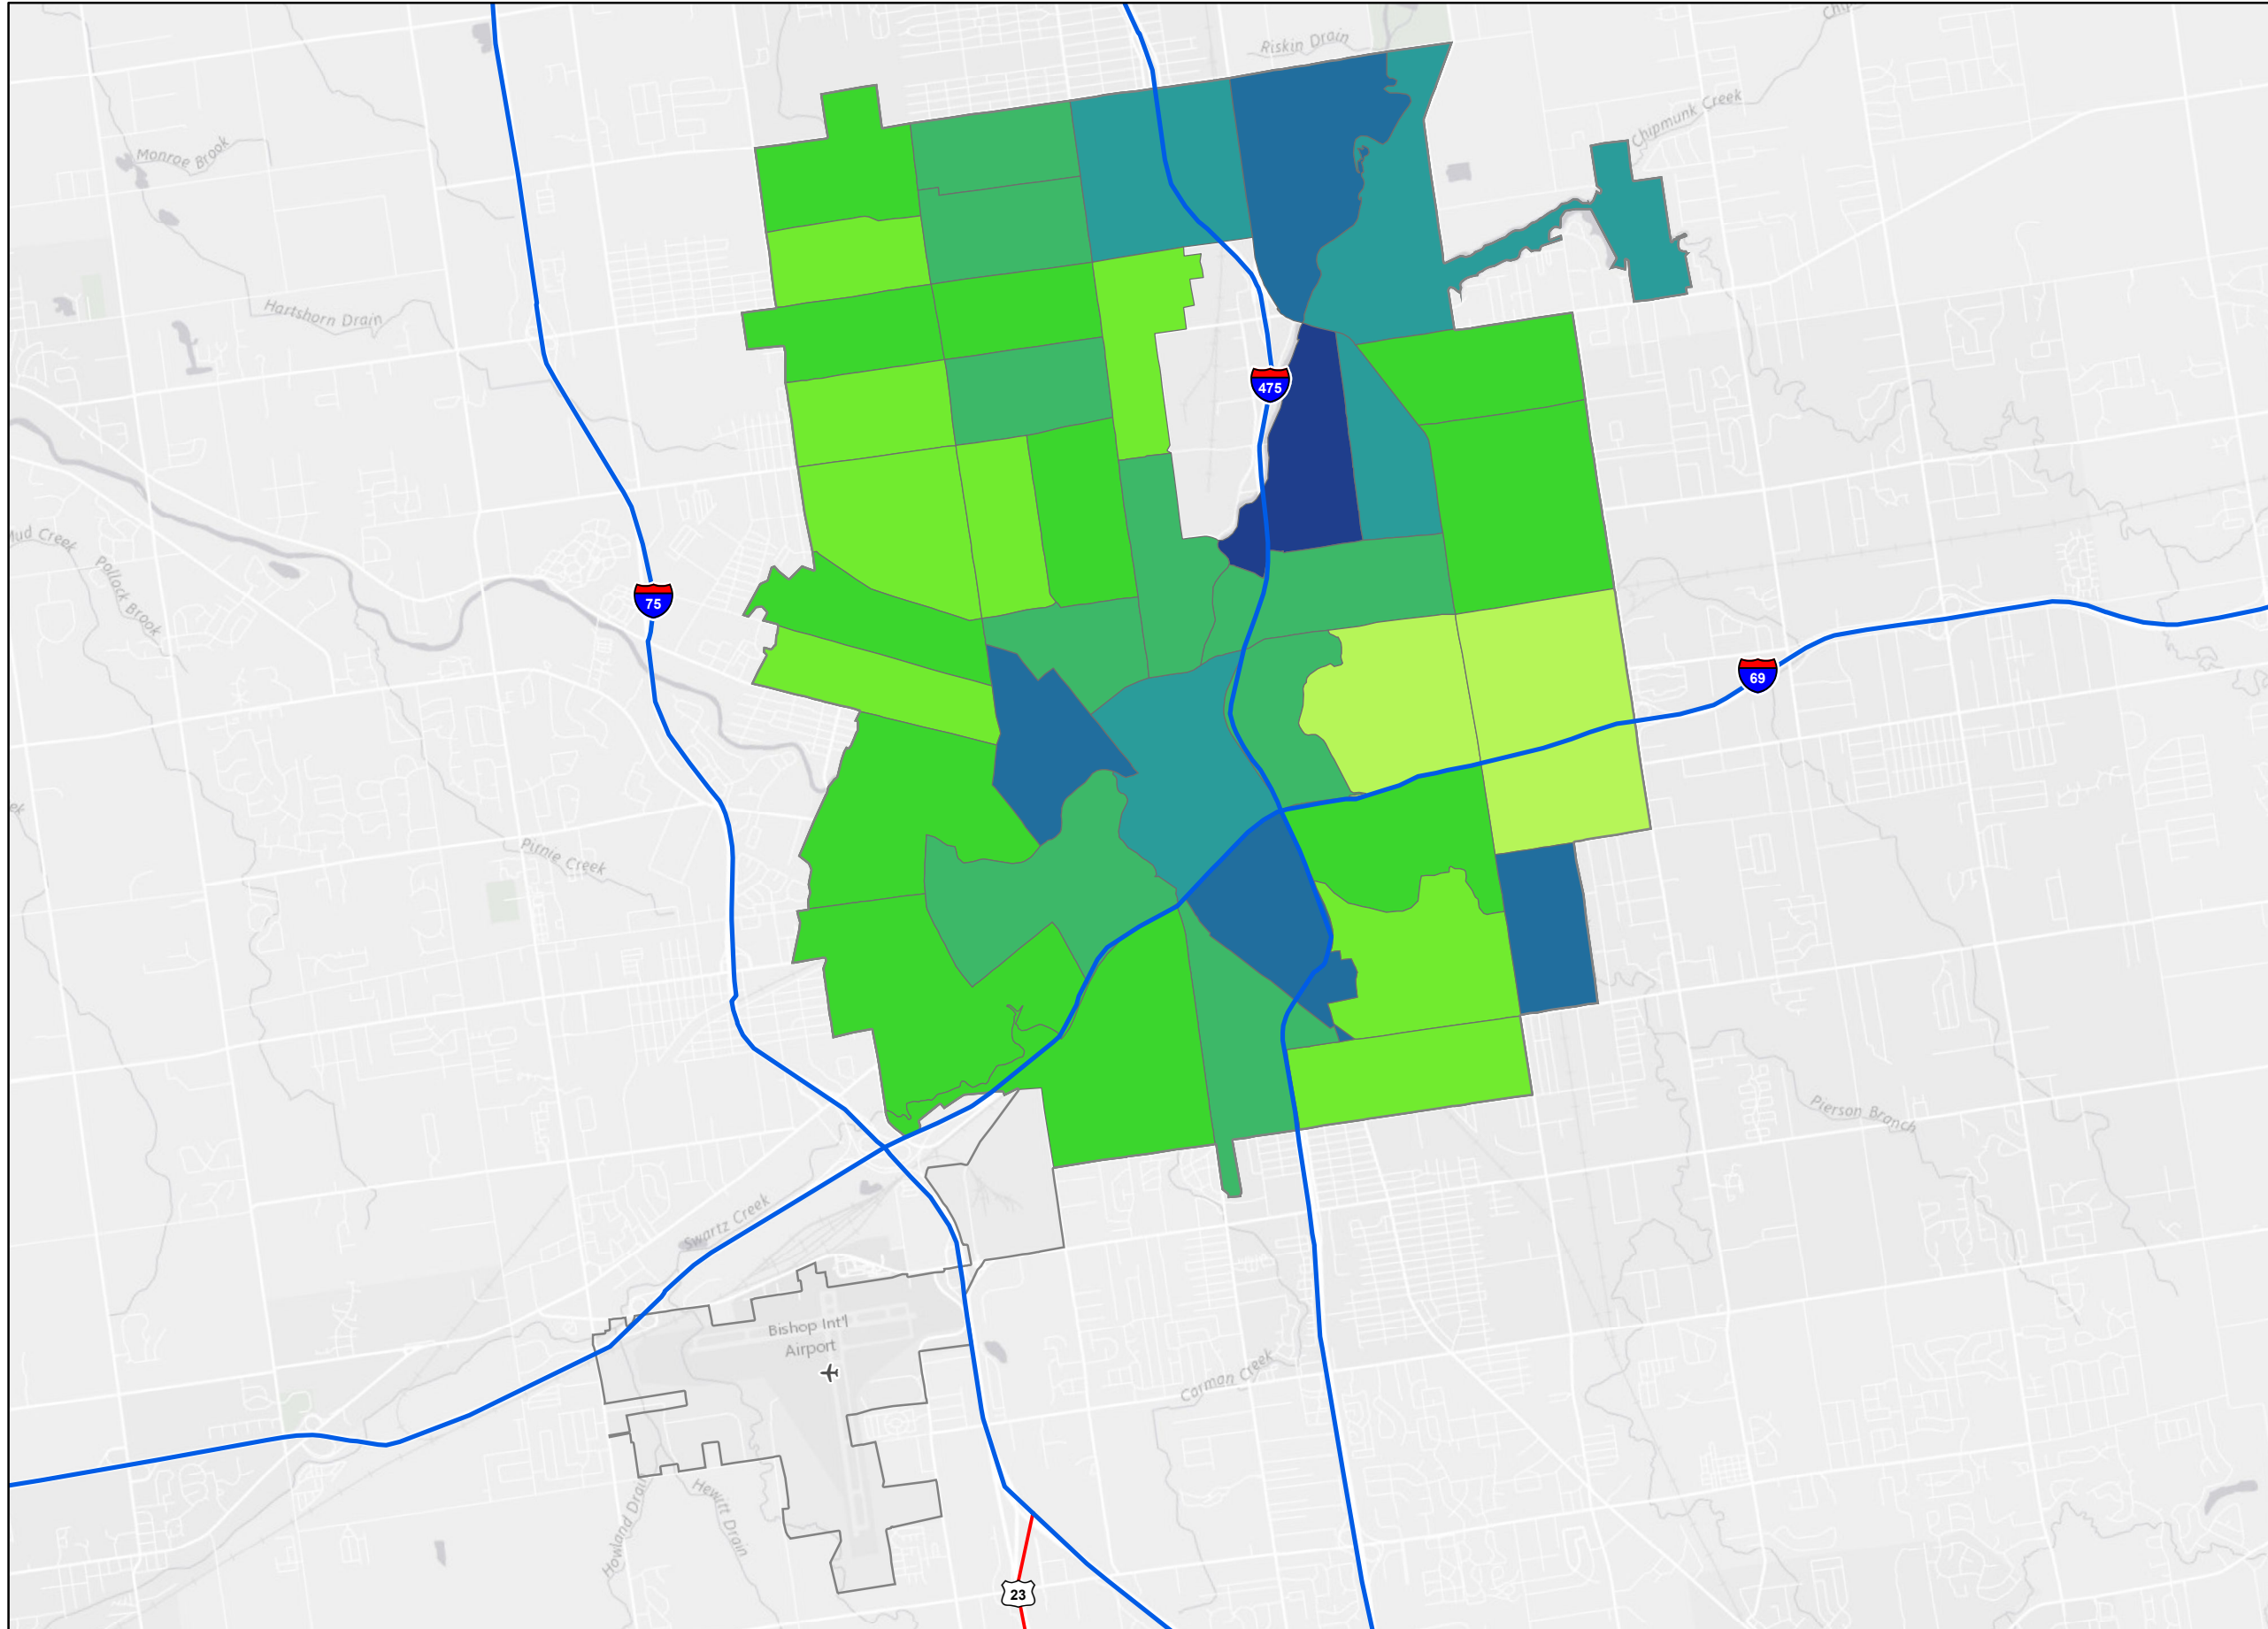 Riskin Drain
Chipmunk Creek
Monroe Brook
Hartshorn Drain
475
Mud Creek
Pollack Brook
75
69
Pirnie Creek
Pierson Branch
Swartz Creek
Bishop Int'l
Airport
Carman Creek
Howland Drain
Hewitt Drain
23